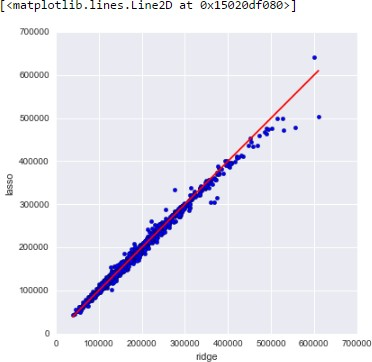 [<matplotlib.lines.Line2D at 0x15020df080>]
700000
600000
500000
400000
300000
200000
100000
0
lasso
0 100000 200000 300000 400000 500000 600000 700000
ridge